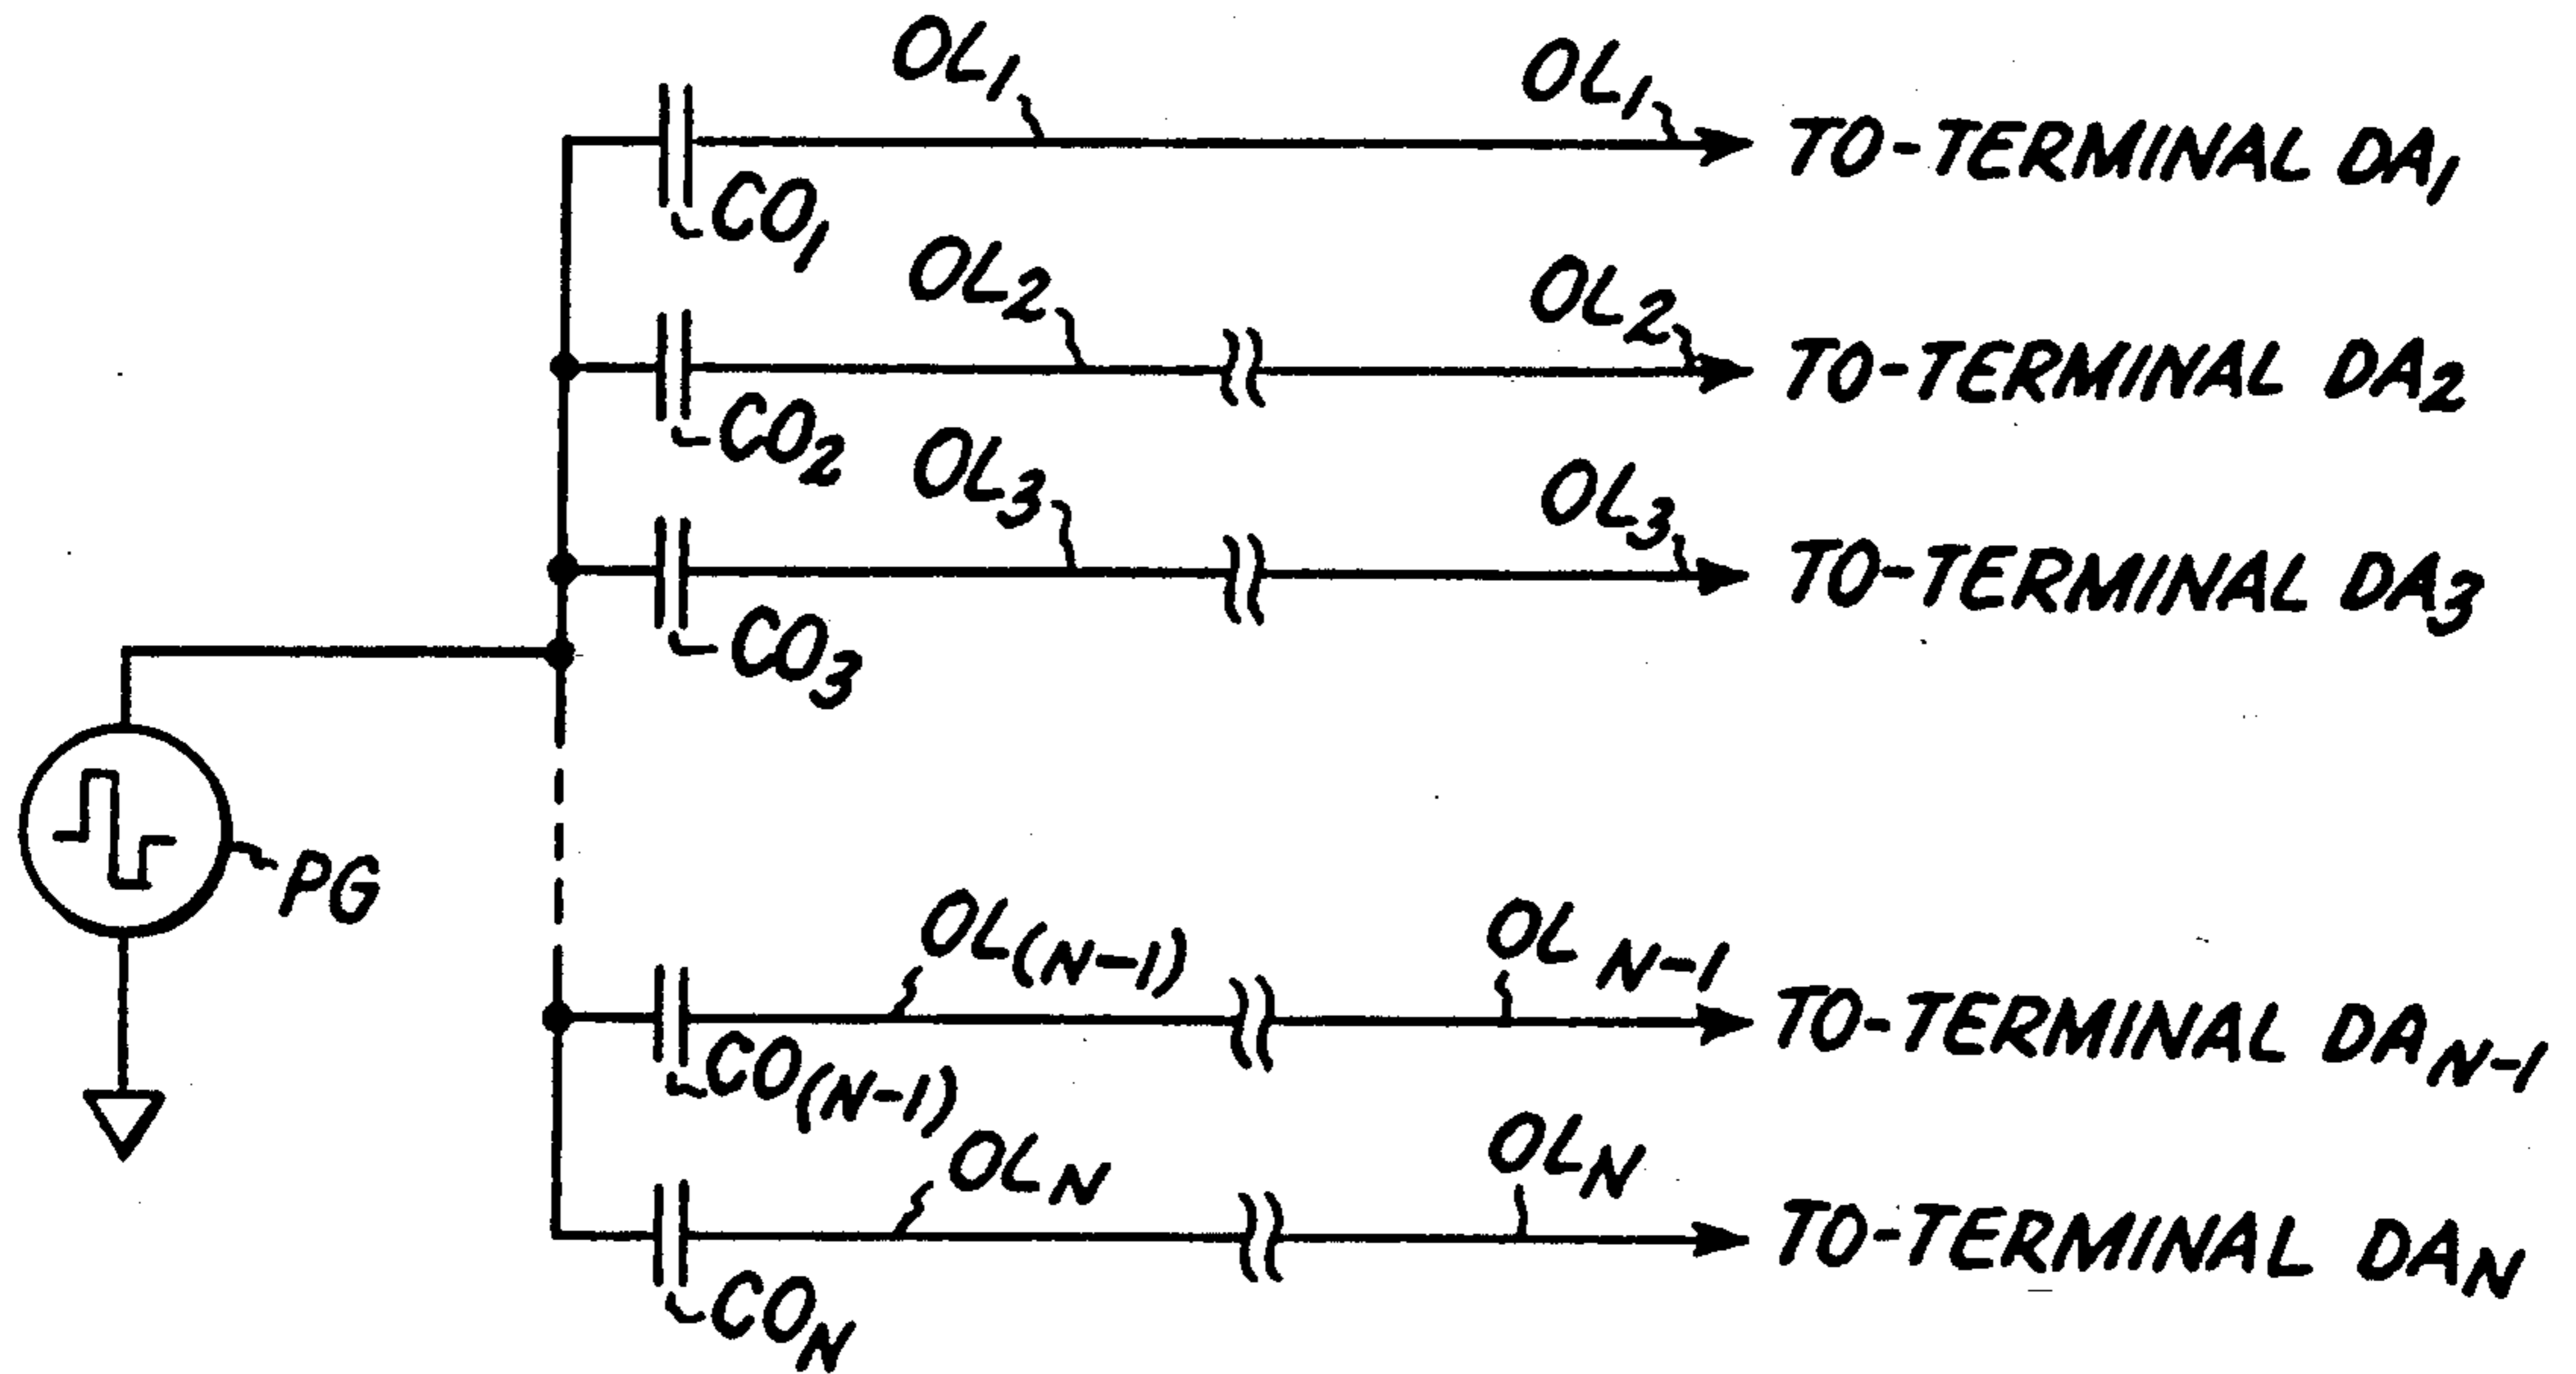 OL1 OL1
TO-TERMINAL DA1
CO1
OL2 OL2
TO-TERMINAL DA2
CO2
OL3 OL3
TO-TERMINAL DA3
CO3
PG
OL(N-1) OL N-1
TO-TERMINAL DAN-1
CO(N-1)
OLN OLN
TO-TERMINAL DAN
CON